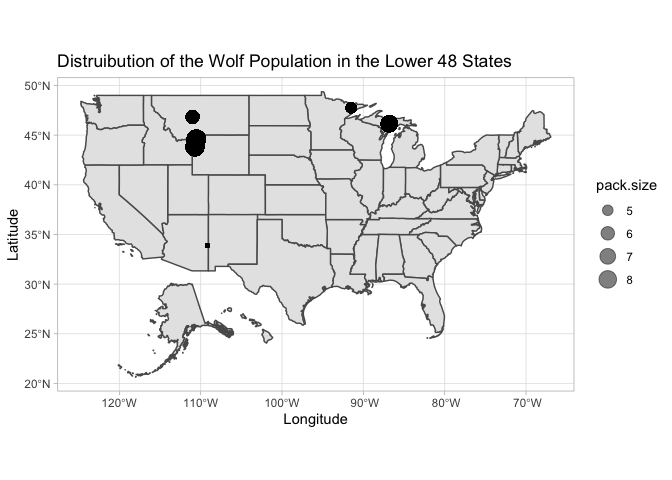 Distruibution of the Wolf Population in the Lower 48 States
50°N
45°N
40°N
35°N
30°N
25°N
20°N
Latitude
120°W 110°W 100°W 90°W 80°W 70°W
Longitude
pack.size
5
6
7
8